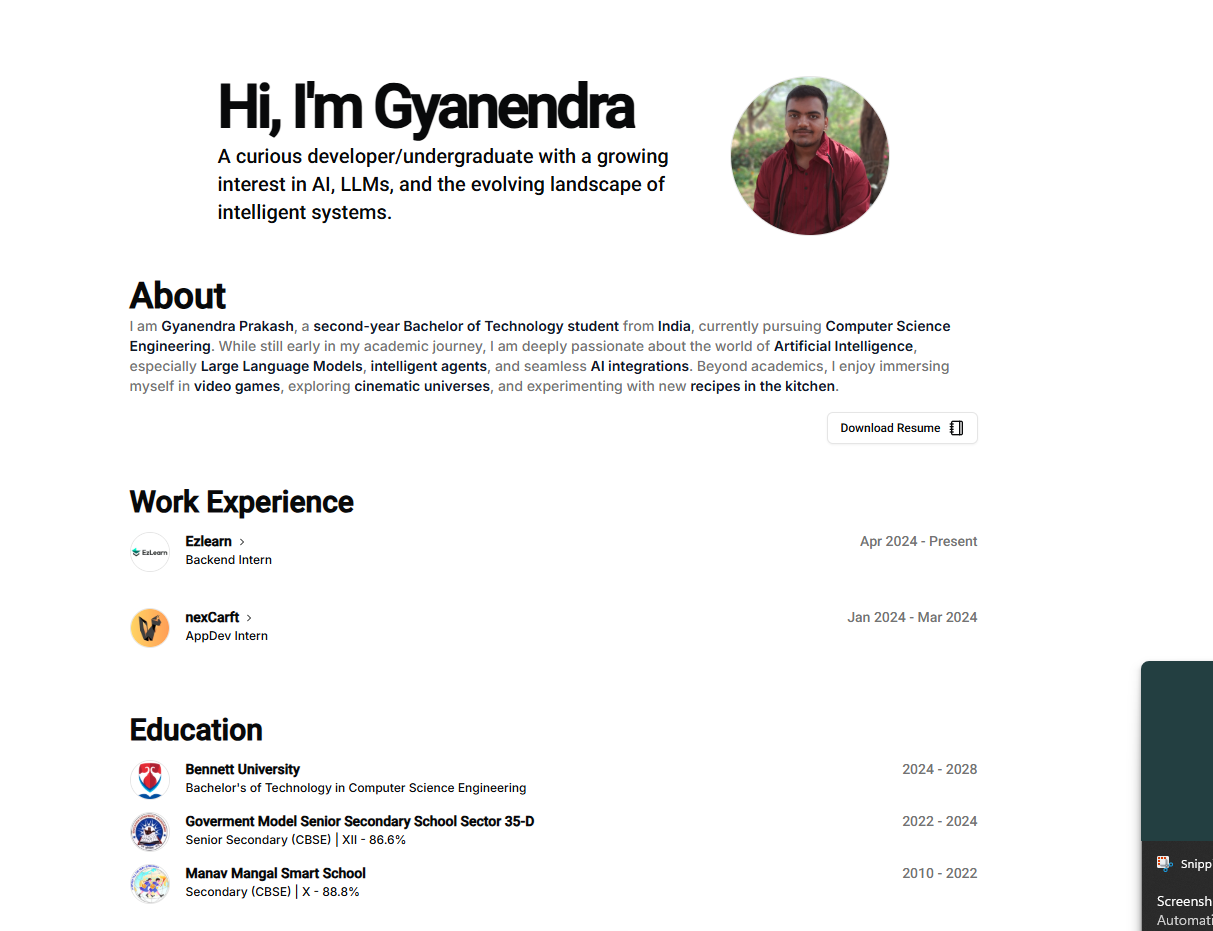 Hi, I'm Gyanendra
A curious developer/undergraduate with a growing
interest in AI, LLMs, and the evolving landscape of
intelligent systems.
About
I am Gyanendra Prakash, a second-year Bachelor of Technology student from India, currently pursuing Computer Science
Engineering. While still early in my academic journey, I am deeply passionate about the world of Artificial Intelligence,
especially Large Language Models, intelligent agents, and seamless AI integrations. Beyond academics, I enjoy immersing
myself in video games, exploring cinematic universes, and experimenting with new recipes in the kitchen.
Download Resume
Work Experience
EzLearn
Ezlearn
Apr 2024 - Present
Backend Intern
nexCarft
Jan 2024 - Mar 2024
AppDev Intern
Education
Bennett University
2024 - 2028
Bachelor's of Technology in Computer Science Engineering
Goverment Model Senior Secondary School Sector 35-D
2022 - 2024
Senior Secondary (CBSE) | XII - 86.6%
Manav Mangal Smart School
2010 - 2022
Secondary (CBSE) | X - 88.8%
Snipp
Screensh
Automati